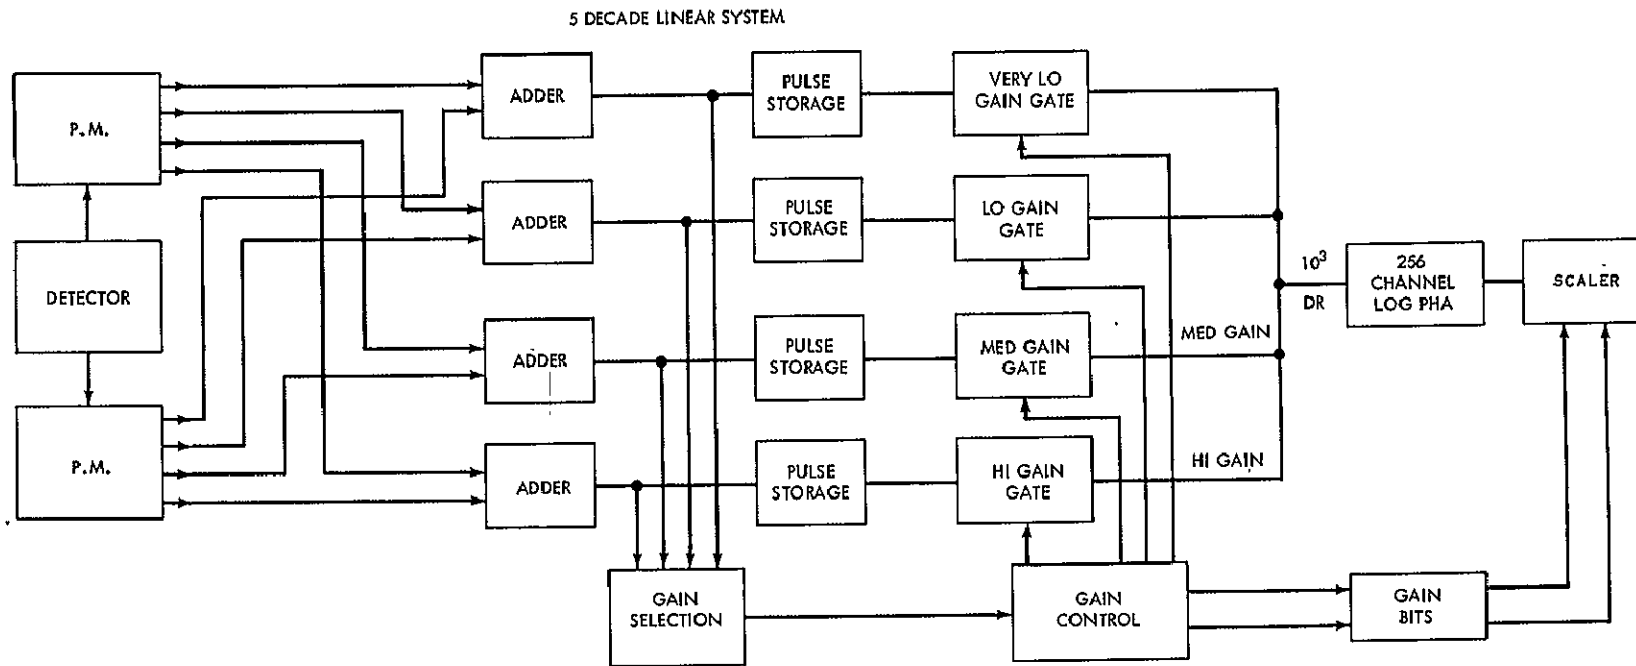 5 DECADE LINEAR SYSTEM
P.M.
ADDER
PULSE
STORAGE
VERY LO
GAIN GATE
ADDER
PULSE
STORAGE
LO GAIN
GATE
DETECTOR
10³
DR
256
CHANNEL
LOG PHA
SCALER
ADDER
PULSE
STORAGE
MED GAIN
GATE
MED GAIN
P.M.
ADDER
PULSE
STORAGE
HI GAIN
GATE
HI GAIN
GAIN
SELECTION
GAIN
CONTROL
GAIN
BITS